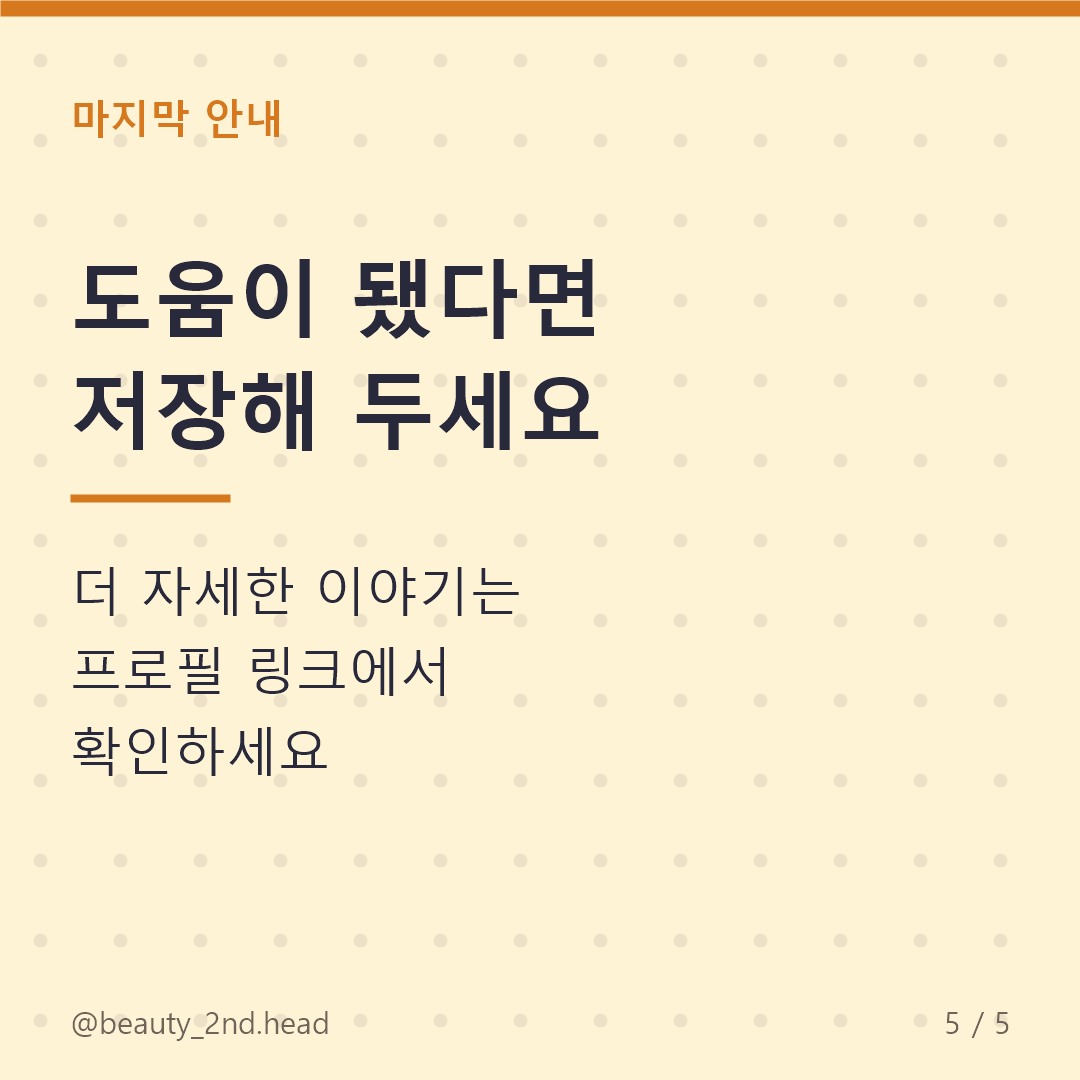 마지막 안내
도움이 됐다면
저장해 두세요
더 자세한 이야기는
프로필 링크에서
확인하세요
@beauty_2nd.head
5 / 5